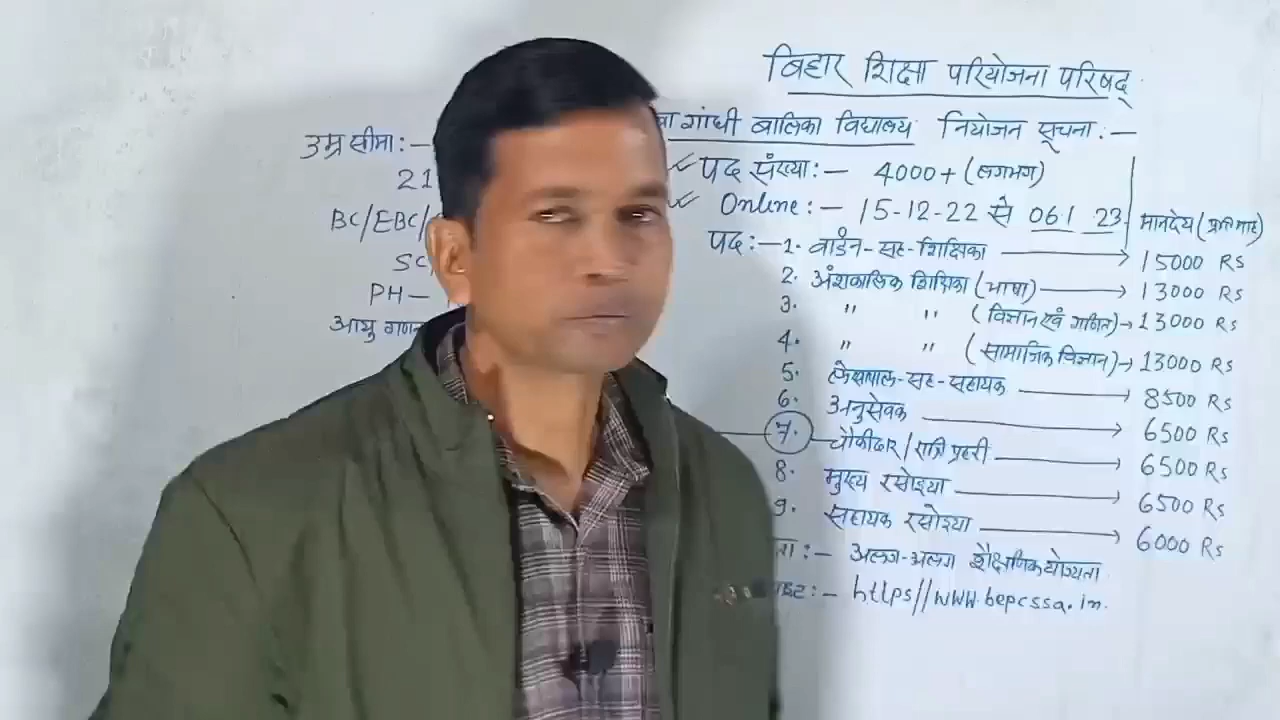 बिहार शिक्षा परियोजना परिषद्
गांधी बालिका विद्यालय नियोजन सूचना :—
पद संख्या :— 4000+ (लगभग)
Online :— 15-12-22 से 061 23
मानदेय (प्रतिमाह)
पद :— 1. वार्डन-सह-शिक्षिका → 15000 Rs
2. अंशकालिक शिक्षिका (भाषा) → 13000 Rs
3. " " (विज्ञान एवं गणित) → 13000 Rs
4. " " (सामाजिक विज्ञान) → 13000 Rs
5. लेखापाल-सह-सहायक → 8500 Rs
6. अनुसेवक → 6500 Rs
7. चौकीदार/रात्रि प्रहरी → 6500 Rs
8. मुख्य रसोइया → 6500 Rs
9. सहायक रसोइया → 6000 Rs
:— अलग-अलग शैक्षणिक योग्यता
:— https//www.bepcssa.in.
उम्र सीमा :—
21
BC/EBC/
SC
PH —
आयु